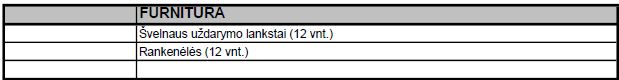 FURNITŪRA
Švelnaus uždarymo lankstai (12 vnt.)
Rankenėlės (12 vnt.)